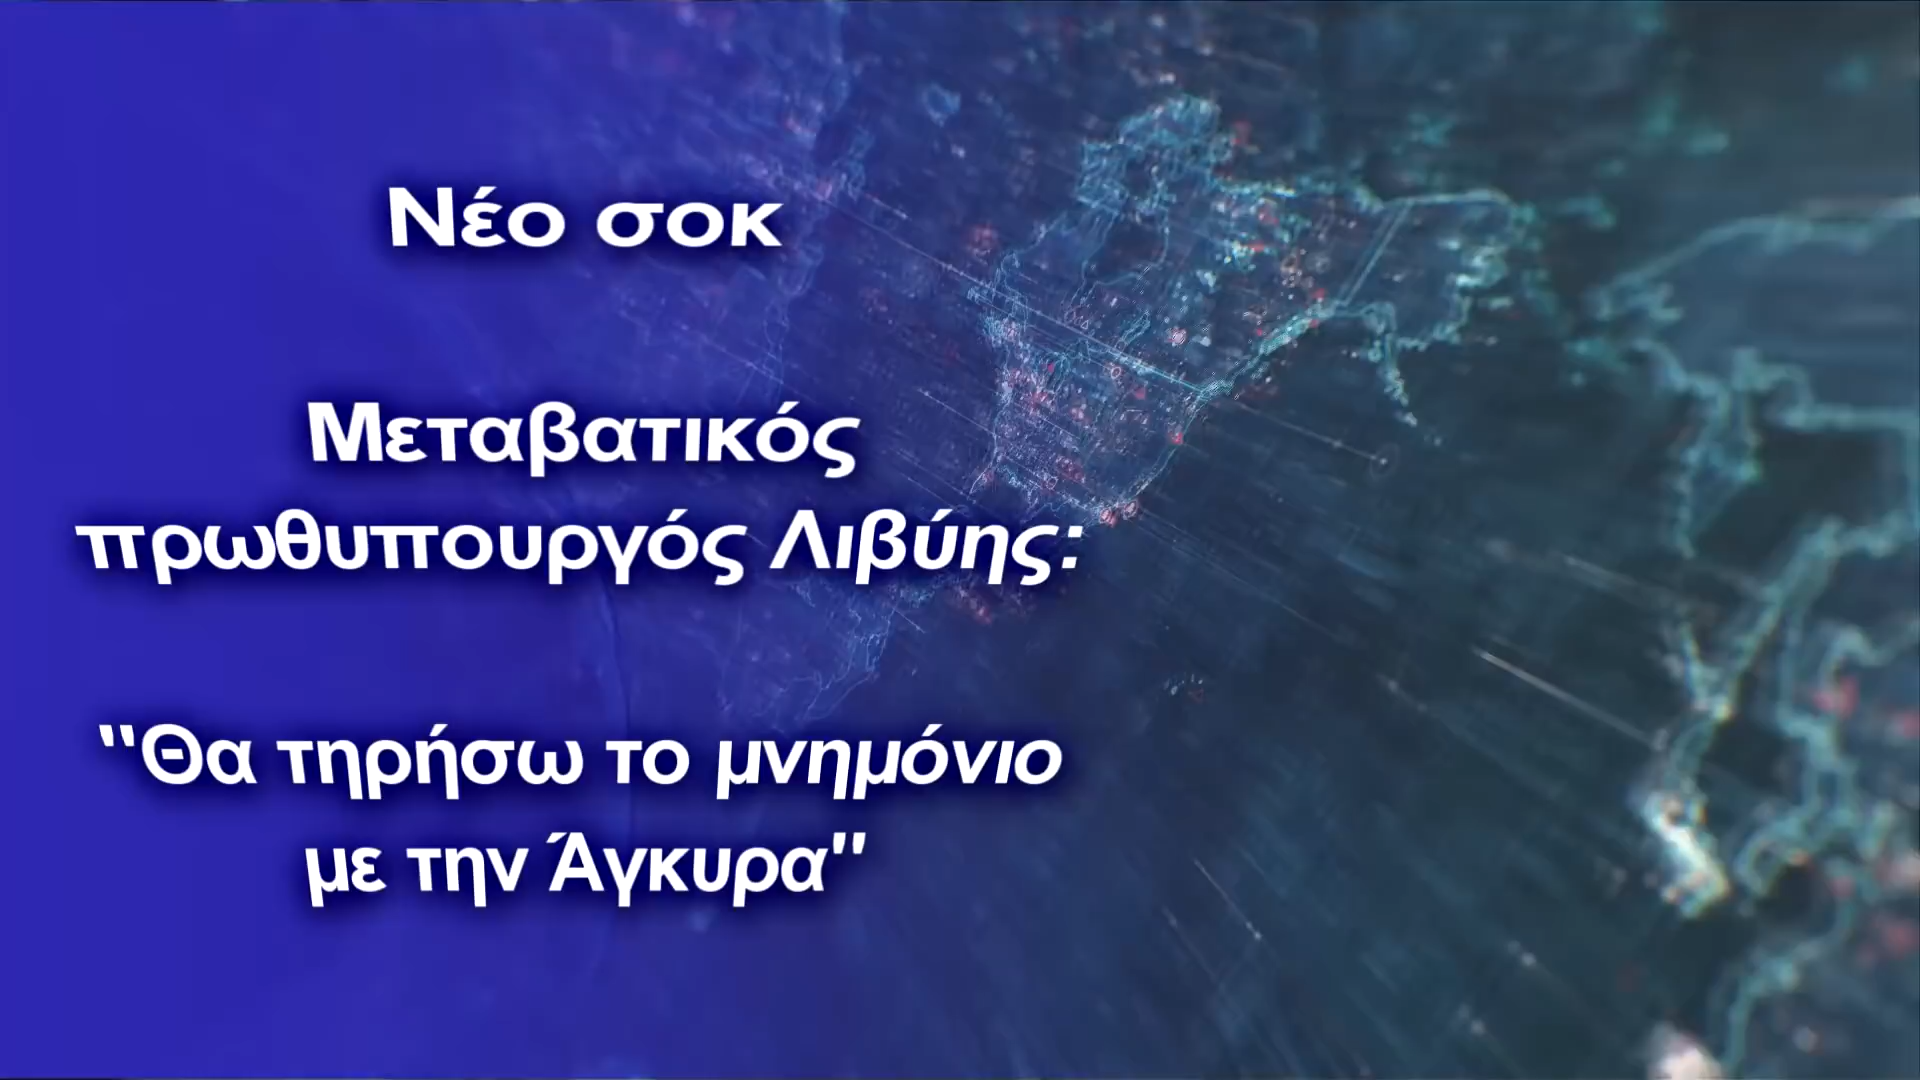 Νέο σοκ
Μεταβατικός
πρωθυπουργός Λιβύης:
"Θα τηρήσω το μνημόνιο
με την Άγκυρα"